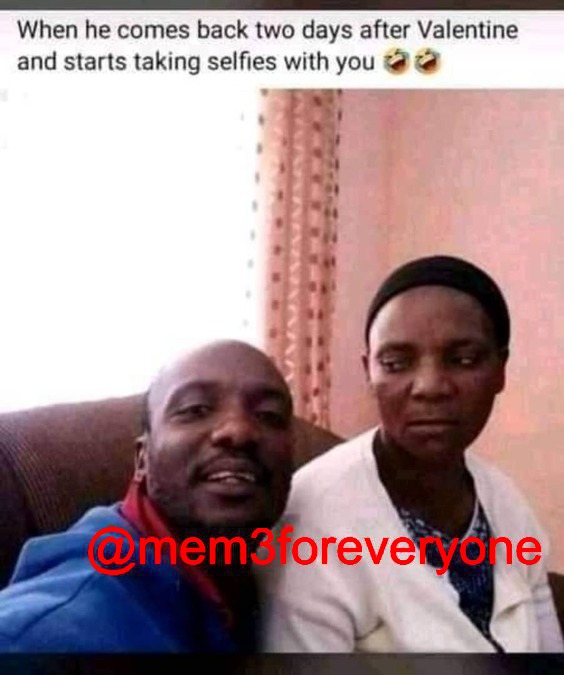 When he comes back two days after Valentine
and starts taking selfies with you 🤣🤣
@mem3foreveryone